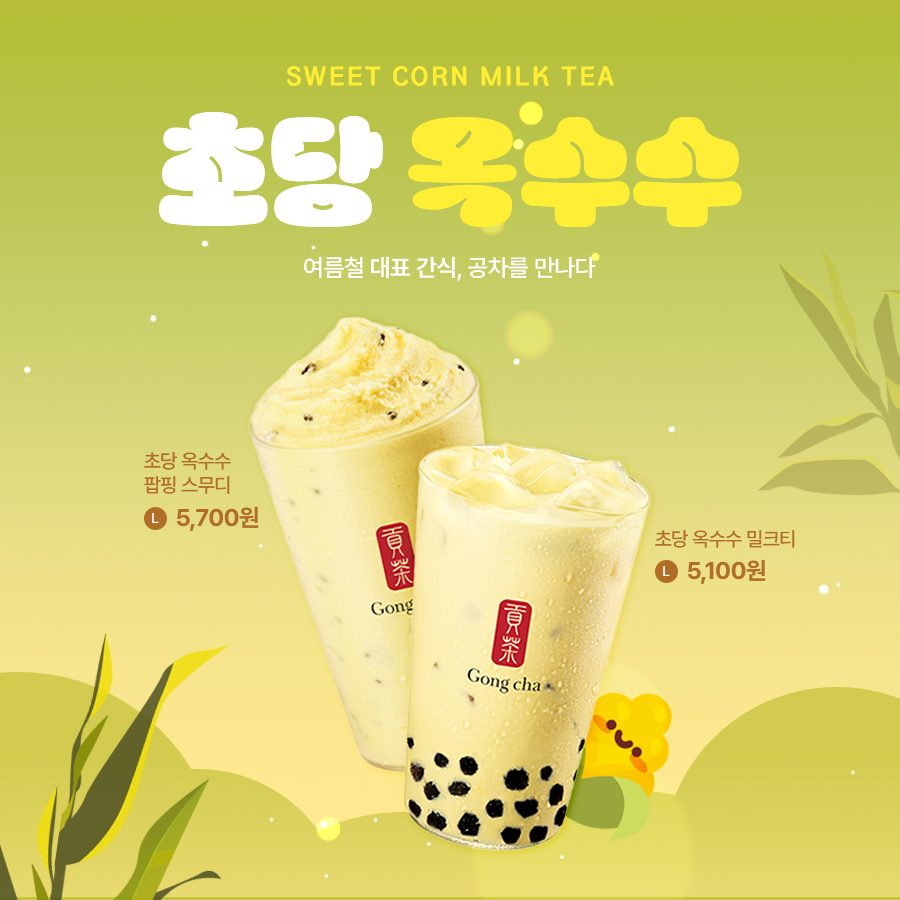 SWEET CORN MILK TEA
초당 옥수수
여름철 대표 간식, 공차를 만나다
초당 옥수수
팝핑 스무디
L 5,700원
초당 옥수수 밀크티
L 5,100원
貢茶
Gong
貢茶
Gong cha